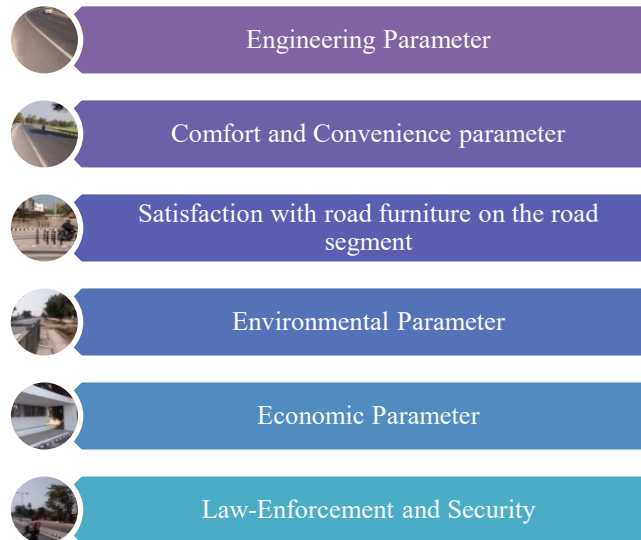 Engineering Parameter
Comfort and Convenience parameter
Satisfaction with road furniture on the road
segment
Environmental Parameter
Economic Parameter
Law-Enforcement and Security